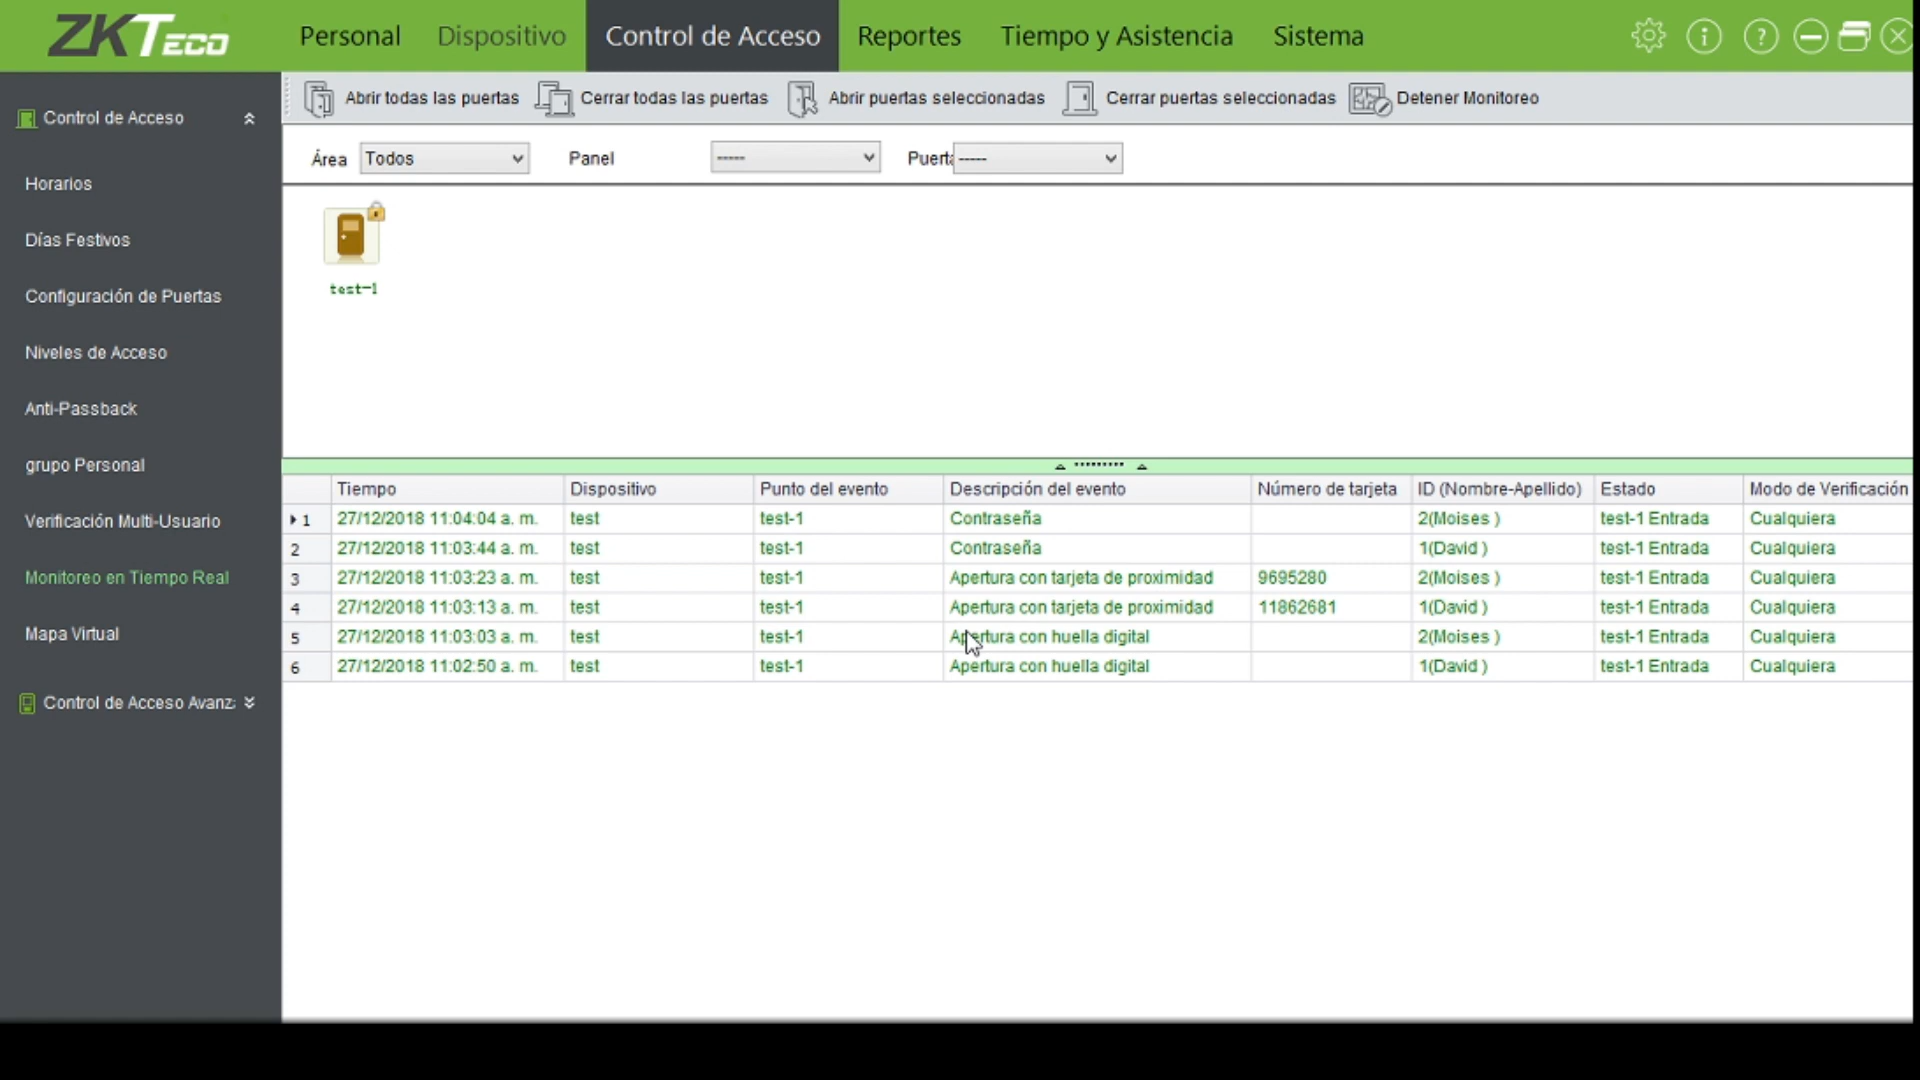 ZKTeco
Personal Dispositivo Control de Acceso Reportes Tiempo y Asistencia Sistema
Control de Acceso
Horarios
Días Festivos
Configuración de Puertas
Niveles de Acceso
Anti-Passback
grupo Personal
Verificación Multi-Usuario
Monitoreo en Tiempo Real
Mapa Virtual
Control de Acceso Avanz
Abrir todas las puertas Cerrar todas las puertas Abrir puertas seleccionadas Cerrar puertas seleccionadas Detener Monitoreo
Área Todos Panel ----- Puerta -----
test-1
Tiempo Dispositivo Punto del evento Descripción del evento Número de tarjeta ID (Nombre-Apellido) Estado Modo de Verificación
1 27/12/2018 11:04:04 a. m. test test-1 Contraseña 2(Moises ) test-1 Entrada Cualquiera
2 27/12/2018 11:03:44 a. m. test test-1 Contraseña 1(David ) test-1 Entrada Cualquiera
3 27/12/2018 11:03:23 a. m. test test-1 Apertura con tarjeta de proximidad 9695280 2(Moises ) test-1 Entrada Cualquiera
4 27/12/2018 11:03:13 a. m. test test-1 Apertura con tarjeta de proximidad 11862681 1(David ) test-1 Entrada Cualquiera
5 27/12/2018 11:03:03 a. m. test test-1 Apertura con huella digital 2(Moises ) test-1 Entrada Cualquiera
6 27/12/2018 11:02:50 a. m. test test-1 Apertura con huella digital 1(David ) test-1 Entrada Cualquiera